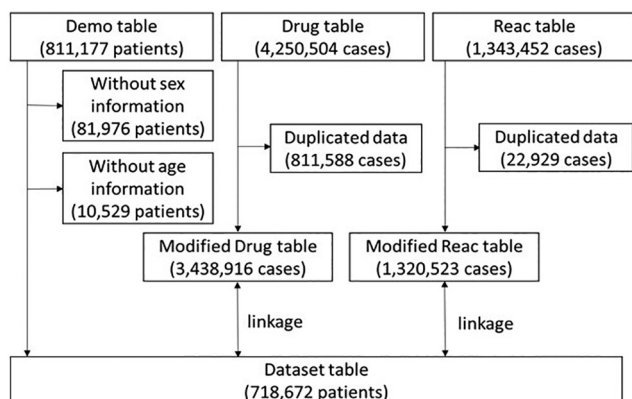 Demo table
(811,177 patients)
Drug table
(4,250,504 cases)
Reac table
(1,343,452 cases)
Without sex
information
(81,976 patients)
Duplicated data
(811,588 cases)
Duplicated data
(22,929 cases)
Without age
information
(10,529 patients)
Modified Drug table
(3,438,916 cases)
Modified Reac table
(1,320,523 cases)
linkage
linkage
Dataset table
(718,672 patients)